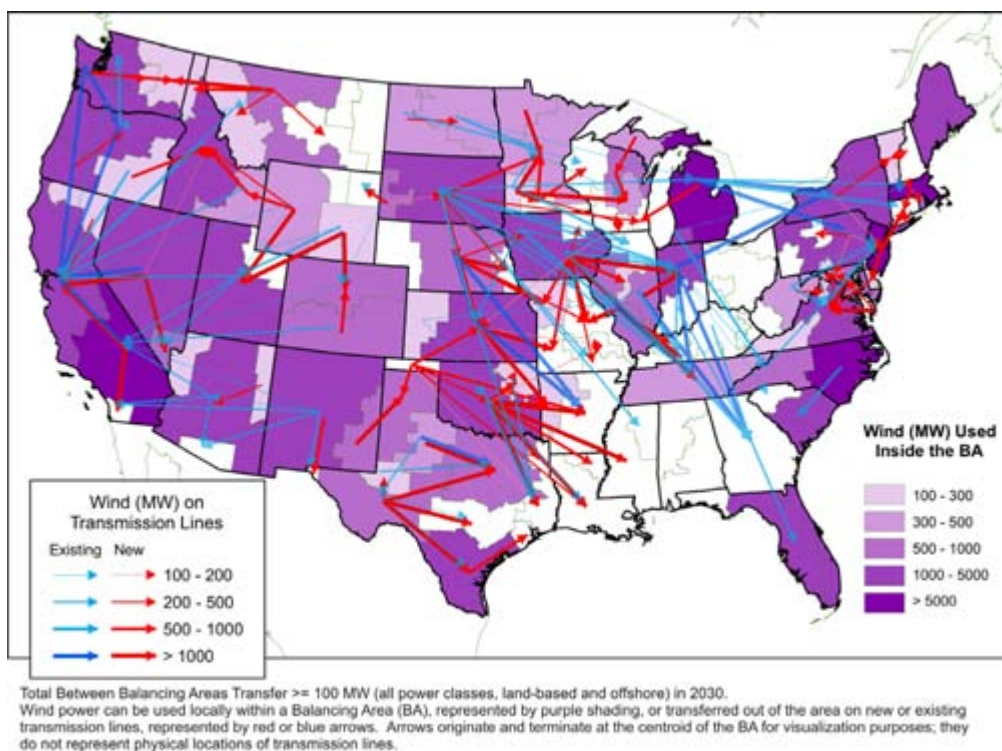 Wind (MW) Used
Inside the BA
100 - 300
300 - 500
500 - 1000
1000 - 5000
> 5000
Wind (MW) on
Transmission Lines
Existing New
100 - 200
200 - 500
500 - 1000
> 1000
Total Between Balancing Areas Transfer >= 100 MW (all power classes, land-based and offshore) in 2030.
Wind power can be used locally within a Balancing Area (BA), represented by purple shading, or transferred out of the area on new or existing
transmission lines, represented by red or blue arrows. Arrows originate and terminate at the centroid of the BA for visualization purposes; they
do not represent physical locations of transmission lines.